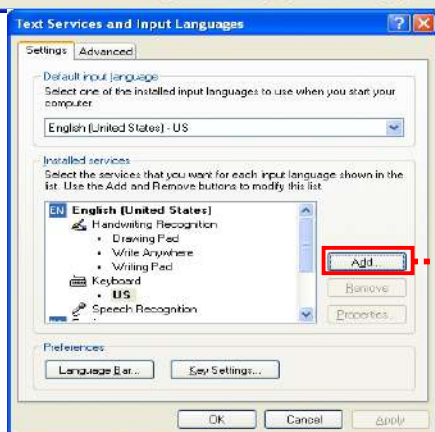 Text Services and Input Languages
Settings
Advanced
Default input language
Select one of the installed input languages to use when you start your
computer.
English (United States) - US
Installed services
Select the services that you want for each input language shown in the
list. Use the Add and Remove buttons to modify this list.
EN English (United States)
Handwriting Recognition
• Drawing Pad
• Write Anywhere
• Writing Pad
Keyboard
• US
Speech Recognition
Add...
Remove
Properties...
Preferences
Language Bar...
Key Settings...
OK
Cancel
Apply